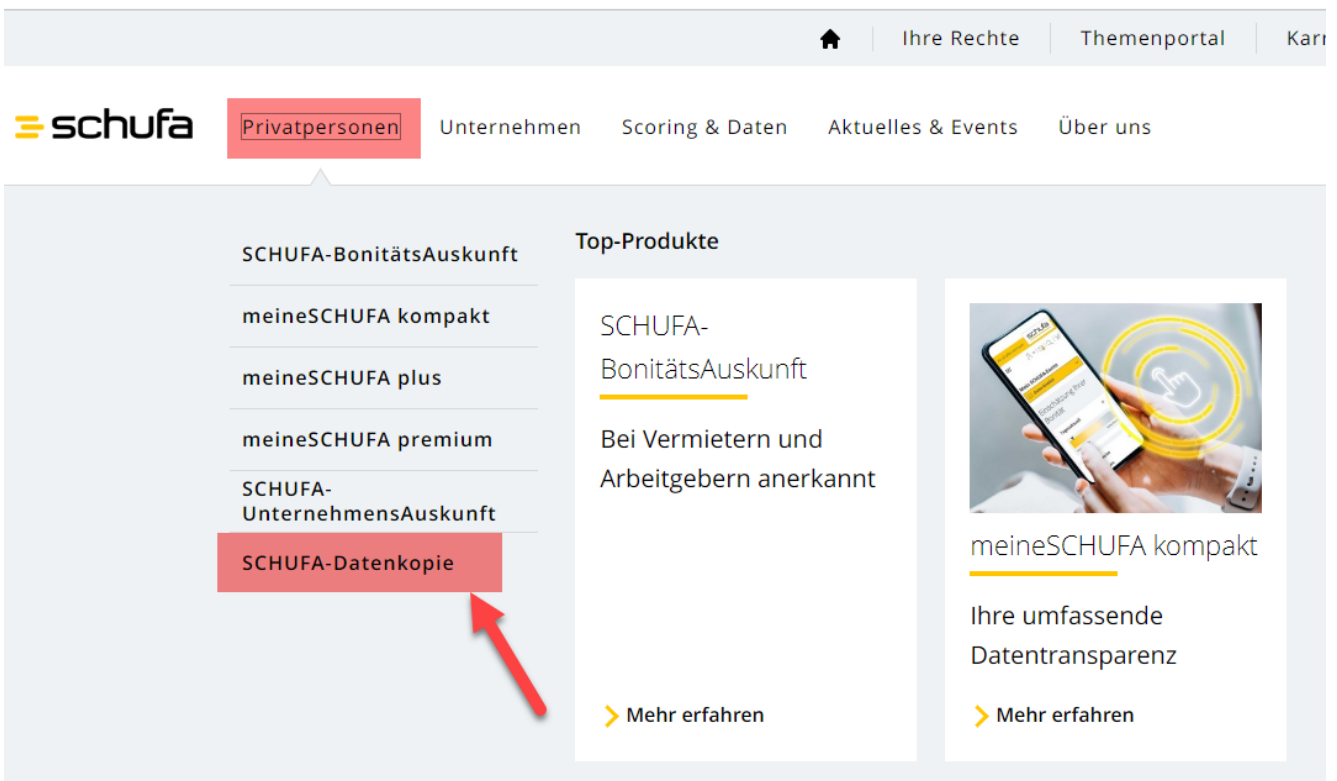 Ihre Rechte
Themenportal
schufa
Privatpersonen
Unternehmen
Scoring & Daten
Aktuelles & Events
Über uns
SCHUFA-BonitätsAuskunft
meineSCHUFA kompakt
meineSCHUFA plus
meineSCHUFA premium
SCHUFA-
UnternehmensAuskunft
SCHUFA-Datenkopie
Top-Produkte
SCHUFA-
BonitätsAuskunft
Bei Vermietern und
Arbeitgebern anerkannt
Mehr erfahren
schufa
meineSCHUFA kompakt
Ihre umfassende
Datentransparenz
Mehr erfahren